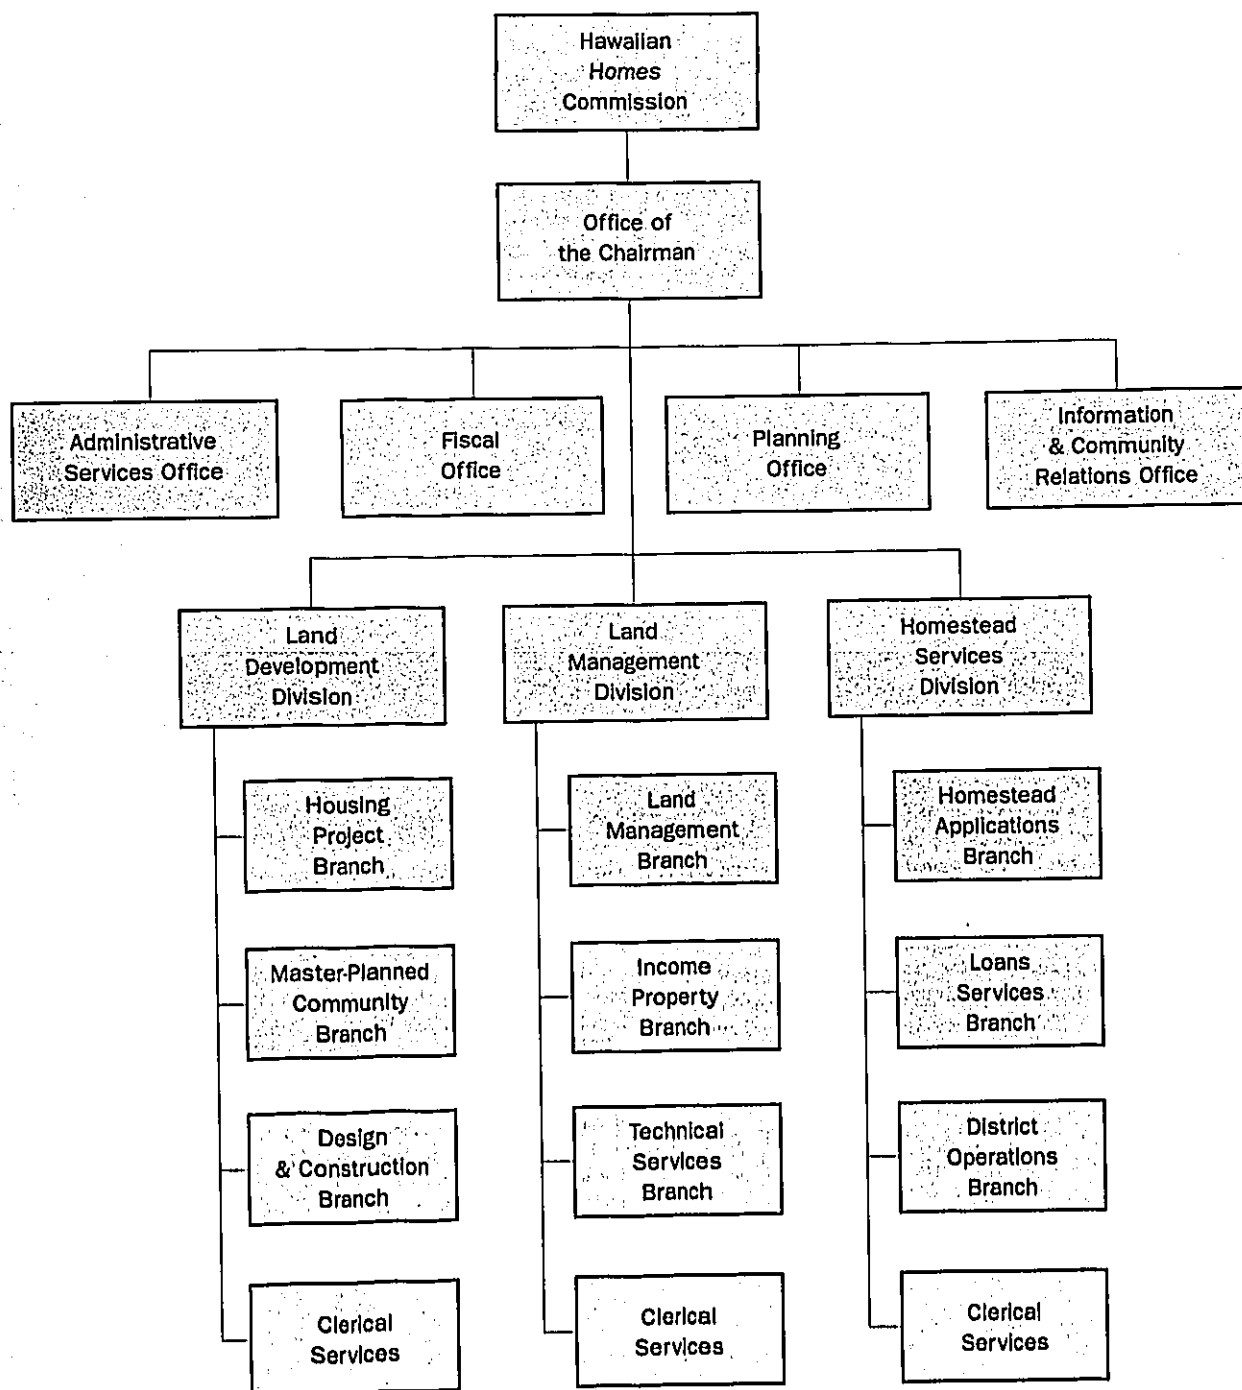 Hawaiian
Homes
Commission
Office of
the Chairman
Administrative
Services Office
Fiscal
Office
Planning
Office
Information
& Community
Relations Office
Land
Development
Division
Land
Management
Division
Homestead
Services
Division
Housing
Project
Branch
Land
Management
Branch
Homestead
Applications
Branch
Master-Planned
Community
Branch
Income
Property
Branch
Loans
Services
Branch
Design
& Construction
Branch
Technical
Services
Branch
District
Operations
Branch
Clerical
Services
Clerical
Services
Clerical
Services